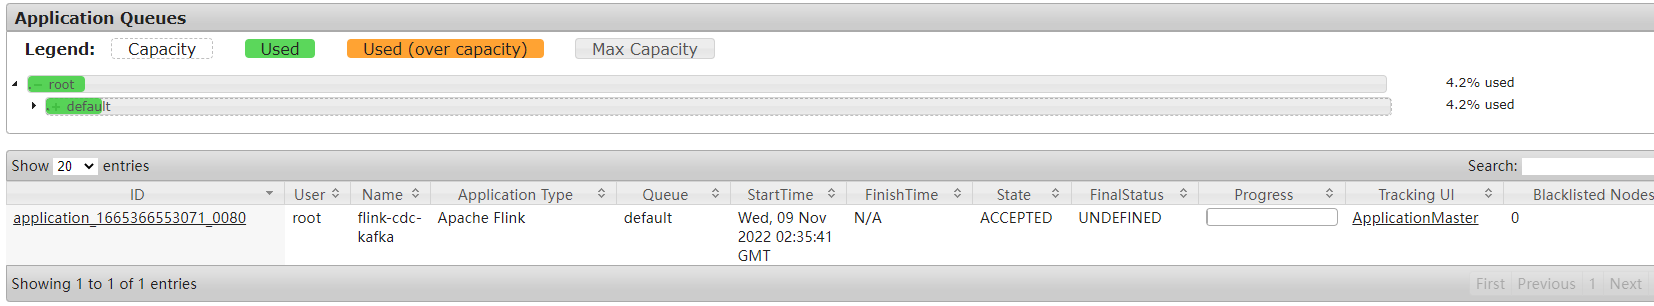 Application Queues
Legend: Capacity Used Used (over capacity) Max Capacity
− root 4.2% used
+ default 4.2% used
Show 20 entries Search:
ID User Name Application Type Queue StartTime FinishTime State FinalStatus Progress Tracking UI Blacklisted Nodes
application_1665366553071_0080 root flink-cdc- Apache Flink default Wed, 09 Nov N/A ACCEPTED UNDEFINED ApplicationMaster 0
kafka 2022 02:35:41
GMT
Showing 1 to 1 of 1 entries First Previous 1 Next